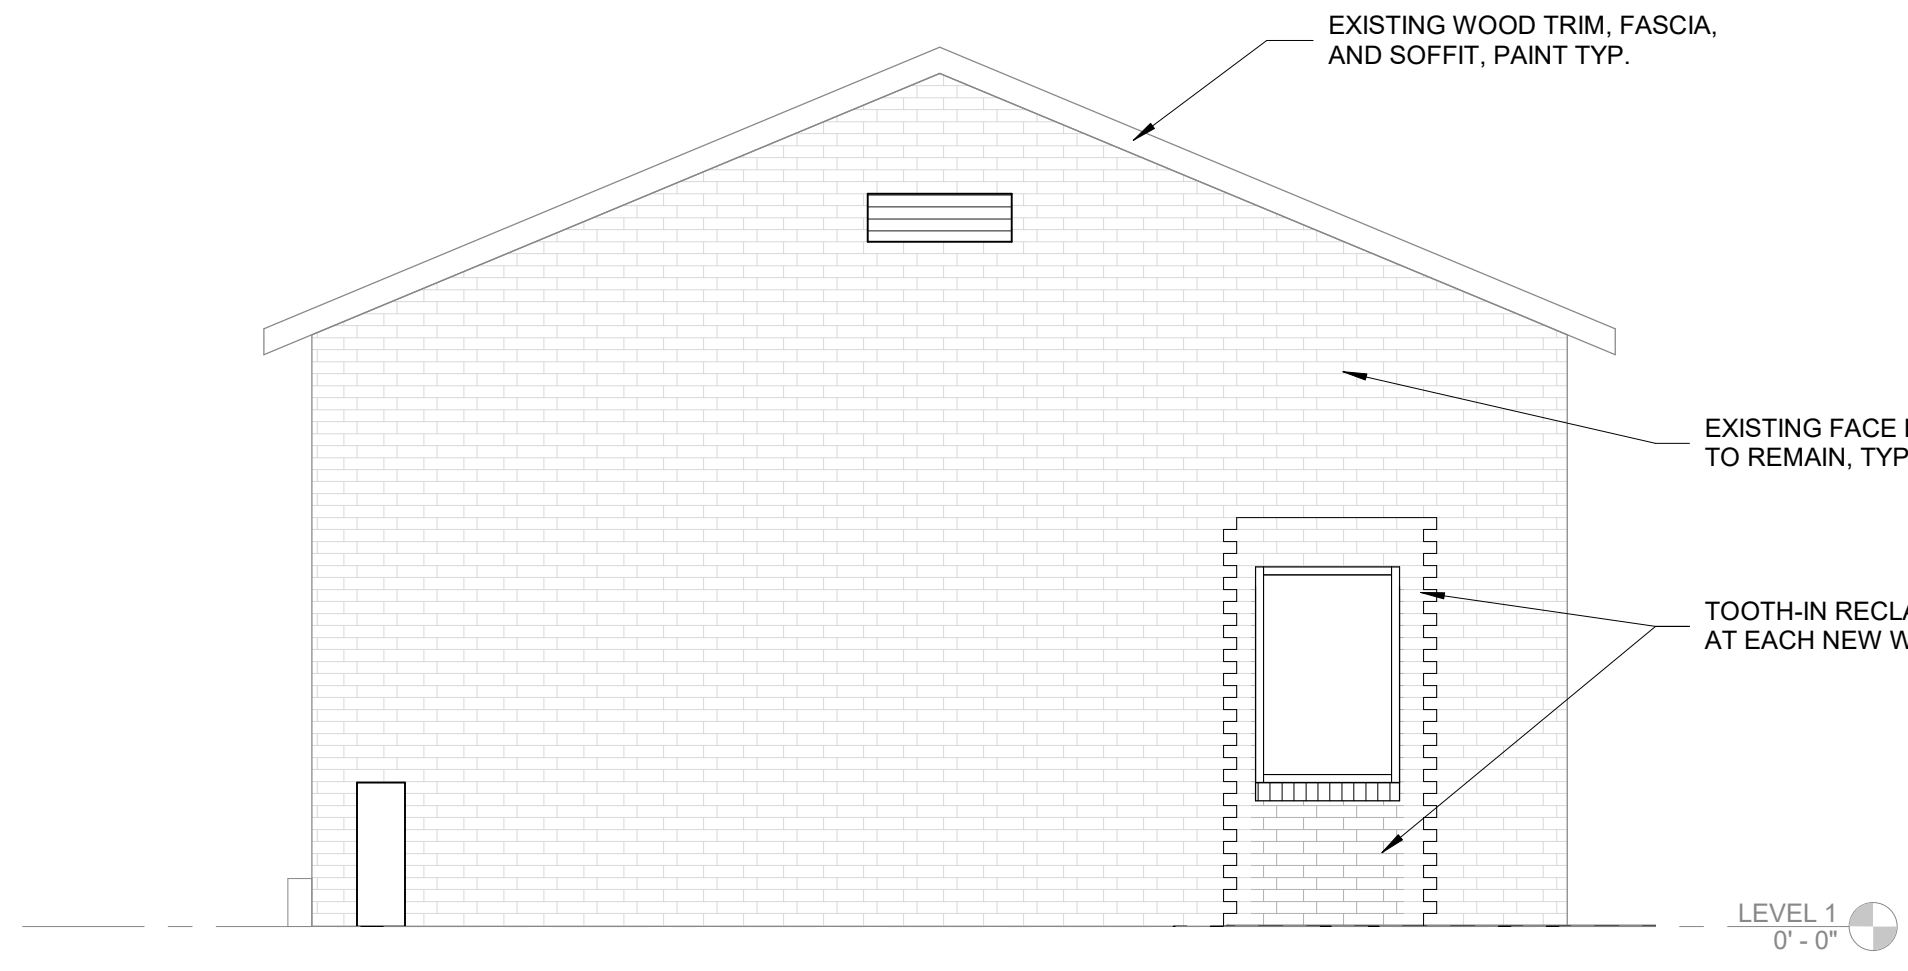 EXISTING WOOD TRIM, FASCIA,
AND SOFFIT, PAINT TYP.
EXISTING FACE
TO REMAIN, TYP
TOOTH-IN
AT EACH NEW
LEVEL 1
0' - 0"